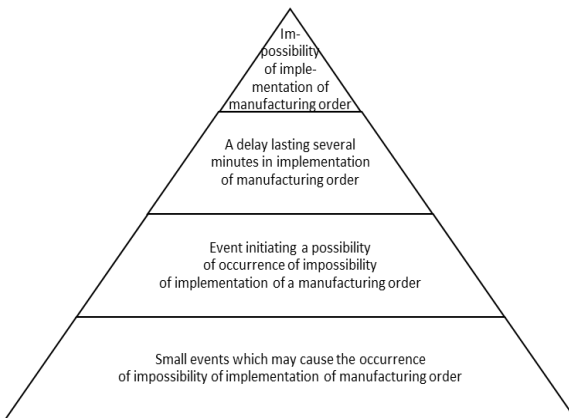 Im-
possibility
of imple-
mentation of
manufacturing order
A delay lasting several
minutes in implementation
of manufacturing order
Event initiating a possibility
of occurrence of impossibility
of implementation of a manufacturing order
Small events which may cause the occurrence
of impossibility of implementation of manufacturing order